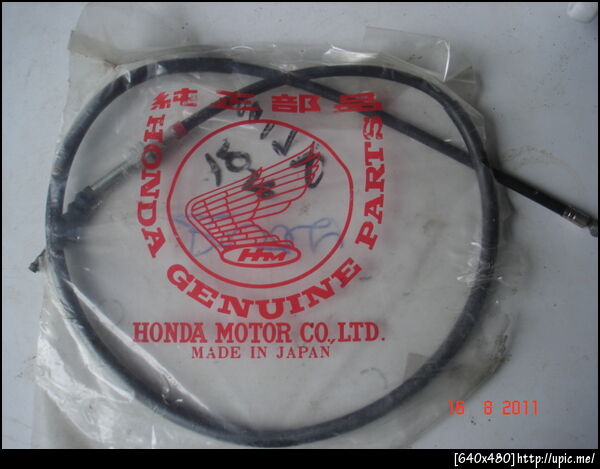 純正部品
HONDA GENUINE PARTS
HM
HONDA MOTOR CO., LTD.
MADE IN JAPAN
16 8 2011
[640x480]http://upic.me/